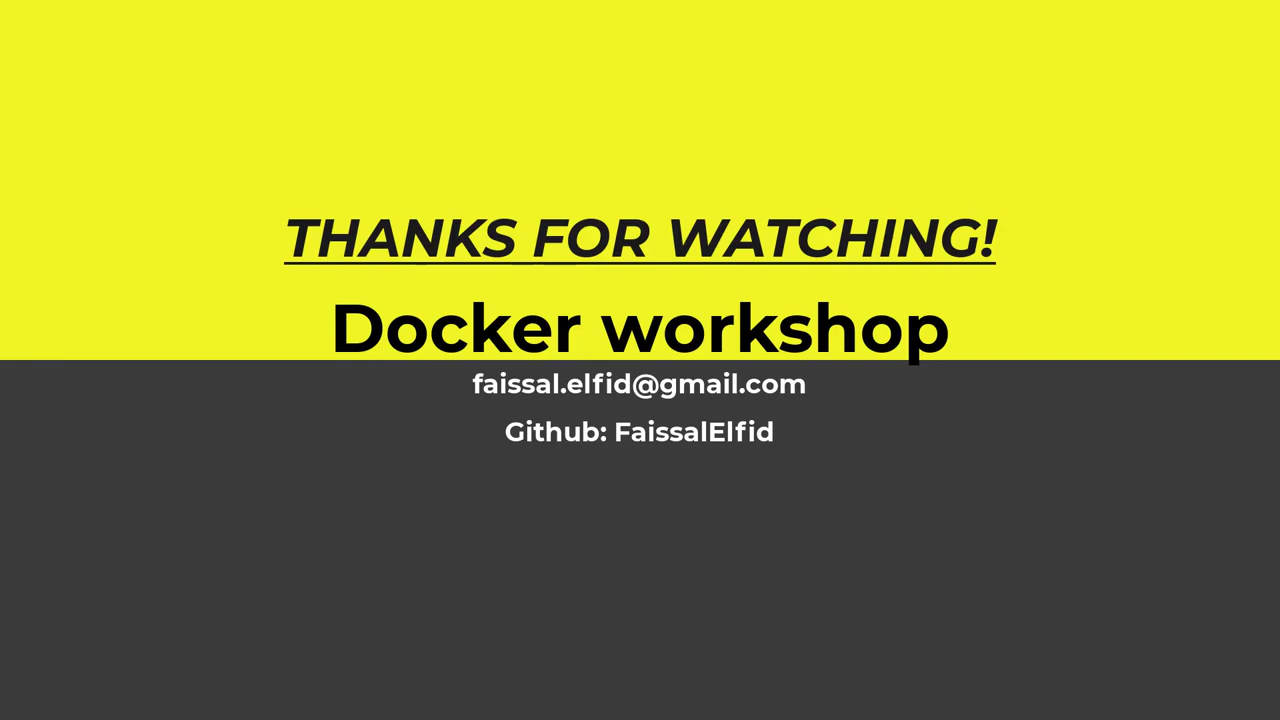 THANKS FOR WATCHING!
Docker workshop
faissal.elfid@gmail.com
Github: FaissalElfid